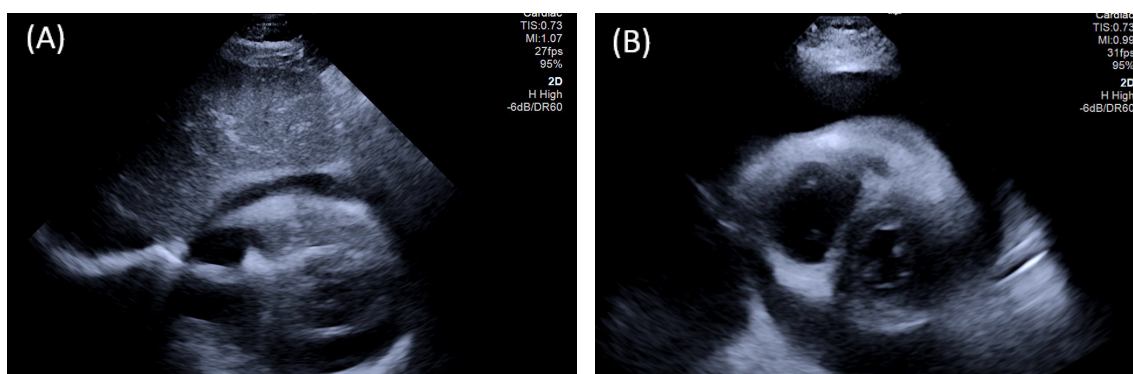 (A)
Cardiac
TIS:0.73
MI:1.07
27fps
95%
2D
H High
-6dB/DR60
(B)
Cardiac
TIS:0.73
MI:0.99
31fps
95%
2D
H High
-6dB/DR60